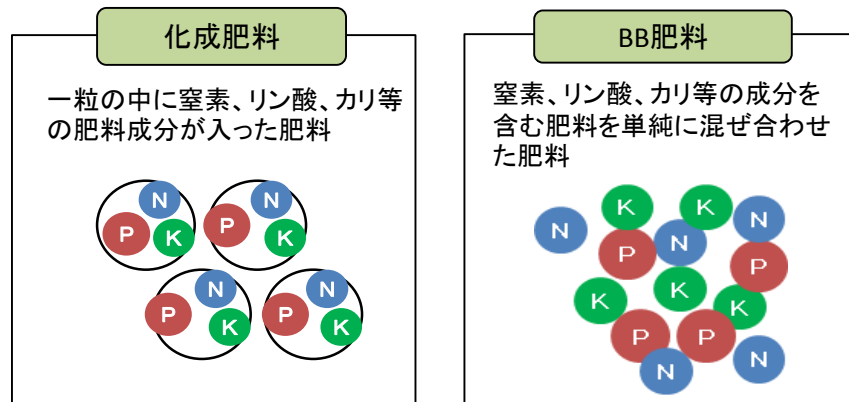 化成肥料
一粒の中に窒素、リン酸、カリ等
の肥料成分が入った肥料
N
P
K
N
P
K
N
P
K
N
P
K
BB肥料
窒素、リン酸、カリ等の成分を
含む肥料を単純に混ぜ合わせ
た肥料
K
K
N
N
N
P
P
K
K
K
P
P
N
N